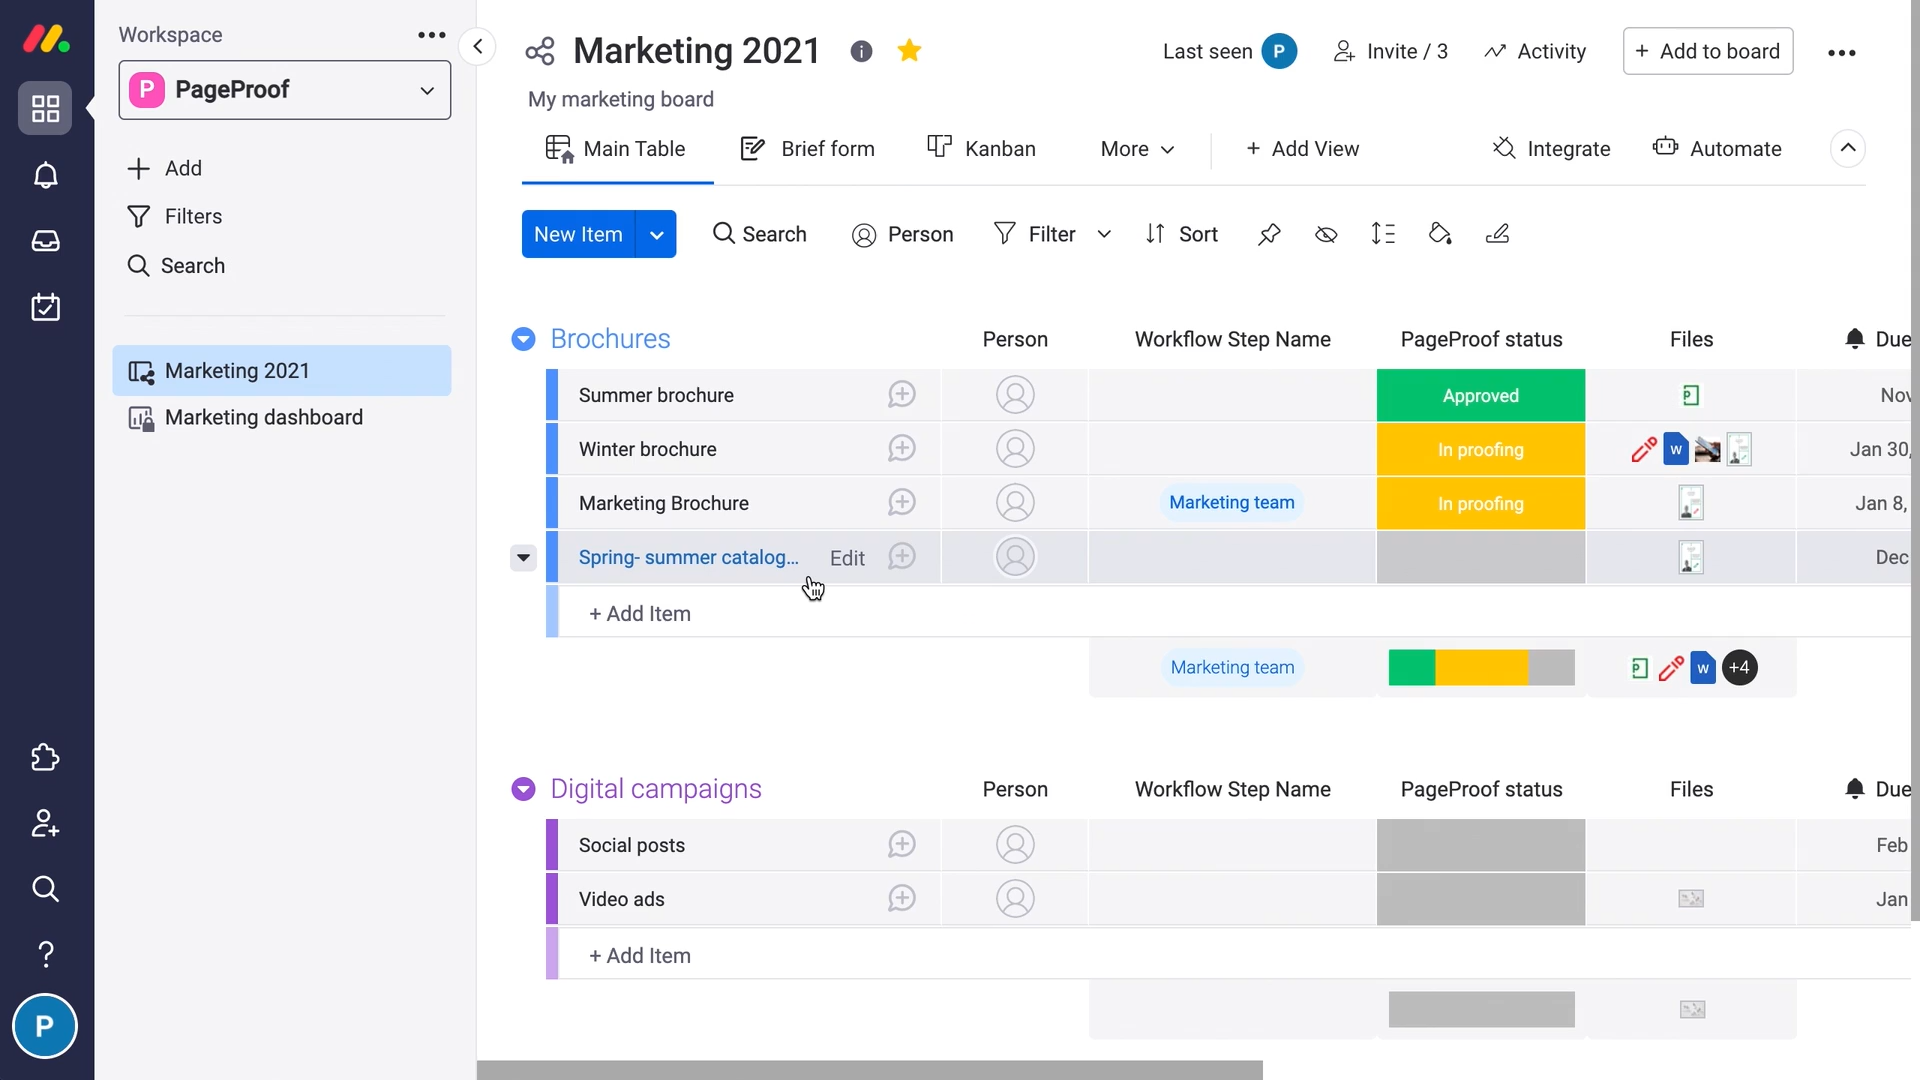 Workspace
P PageProof
Add
Filters
Search
Marketing 2021
Marketing dashboard
P
Marketing 2021
Last seen P
Invite / 3
Activity
+ Add to board
My marketing board
Main Table
Brief form
Kanban
More
+ Add View
Integrate
Automate
New Item
Search
Person
Filter
Sort
Brochures Person Workflow Step Name PageProof status Files Due
Summer brochure Approved P Nov
Winter brochure In proofing W Jan 30,
Marketing Brochure Marketing team In proofing Jan 8,
Spring- summer catalog... Edit Dec
+ Add Item
Marketing team P W +4
Digital campaigns Person Workflow Step Name PageProof status Files Due
Social posts Feb
Video ads Jan
+ Add Item